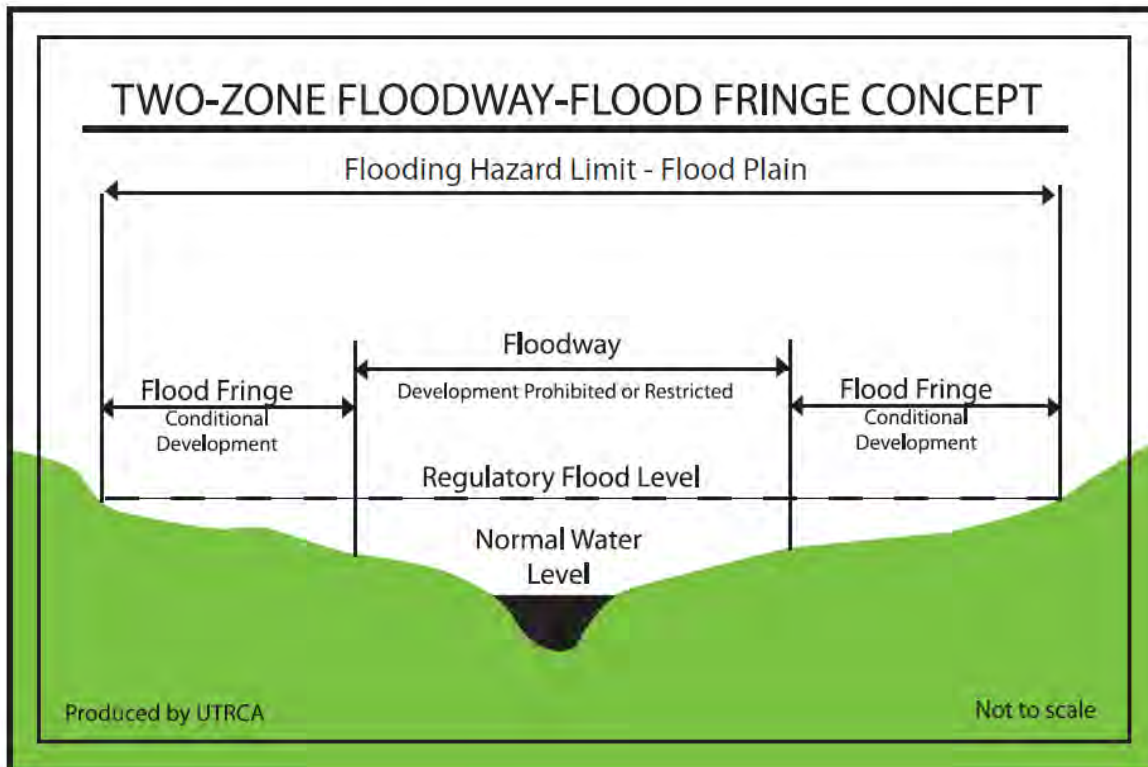 TWO-ZONE FLOODWAY-FLOOD FRINGE CONCEPT
Flooding Hazard Limit - Flood Plain
Floodway
Development Prohibited or Restricted
Flood Fringe
Conditional
Development
Flood Fringe
Conditional
Development
Regulatory Flood Level
Normal Water
Level
Produced by UTRCA
Not to scale